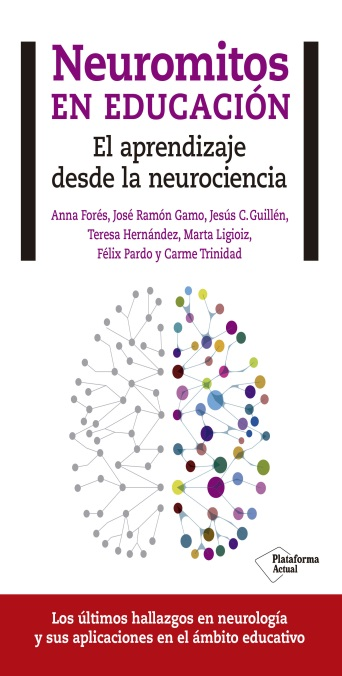 Neuromitos
EN EDUCACIÓN
El aprendizaje
desde la neurociencia
Anna Forés, José Ramón Gamo, Jesús C. Guillén,
Teresa Hernández, Marta Ligioiz,
Félix Pardo y Carme Trinidad
Plataforma
Actual
Los últimos hallazgos en neurología
y sus aplicaciones en el ámbito educativo